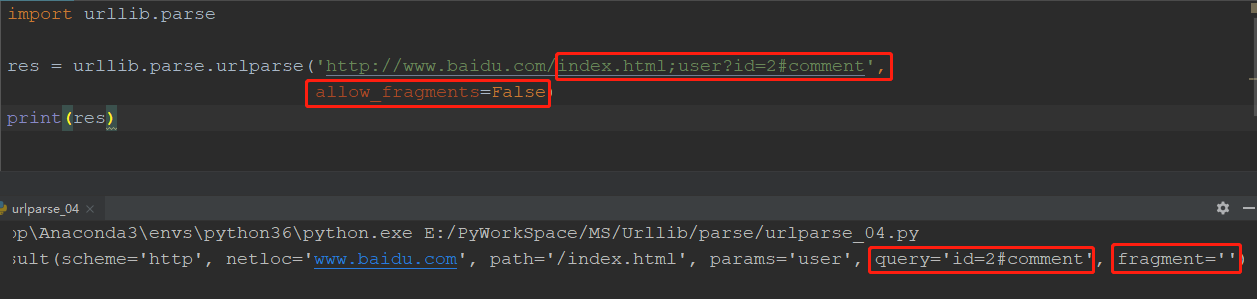 import urllib.parse
res = urllib.parse.urlparse('http://www.baidu.com/index.html;user?id=2#comment',
allow_fragments=False)
print(res)
urlparse_04 ×
op\Anaconda3\envs\python36\python.exe E:/PyWorkSpace/MS/Urllib/parse/urlparse_04.py
sult(scheme='http', netloc='www.baidu.com', path='/index.html', params='user', query='id=2#comment', fragment='')